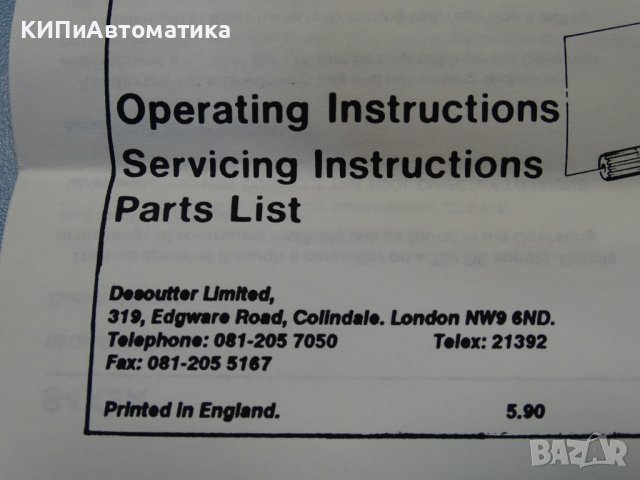 КИПиАвтоматика
Operating Instructions
Servicing Instructions
Parts List
Desoutter Limited,
319, Edgware Road, Colindale. London NW9 6ND.
Telephone: 081-205 7050 Telex: 21392
Fax: 081-205 5167
Printed in England. 5.90
BAZAR